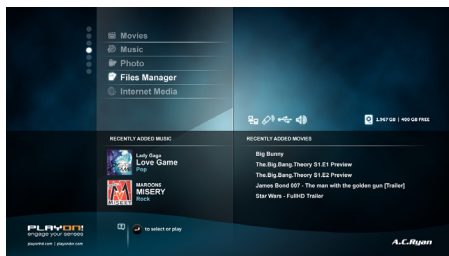 Movies
Music
Photo
Files Manager
Internet Media
1.967 GB | 400 GB FREE
RECENTLY ADDED MUSIC
Lady Gaga
Love Game
Pop
MAROON5
MISERY
Rock
MISERY
RECENTLY ADDED MOVIES
Big Bunny
The.Big.Bang.Theory S1.E1 Preview
The.Big.Bang.Theory S1.E2 Preview
James Bond 007 - The man with the golden gun [Trailer]
Star Wars - FullHD Trailer
PLAYON!
engage your senses
playonhd.com | playondvr.com
to select or play
A.C.Ryan